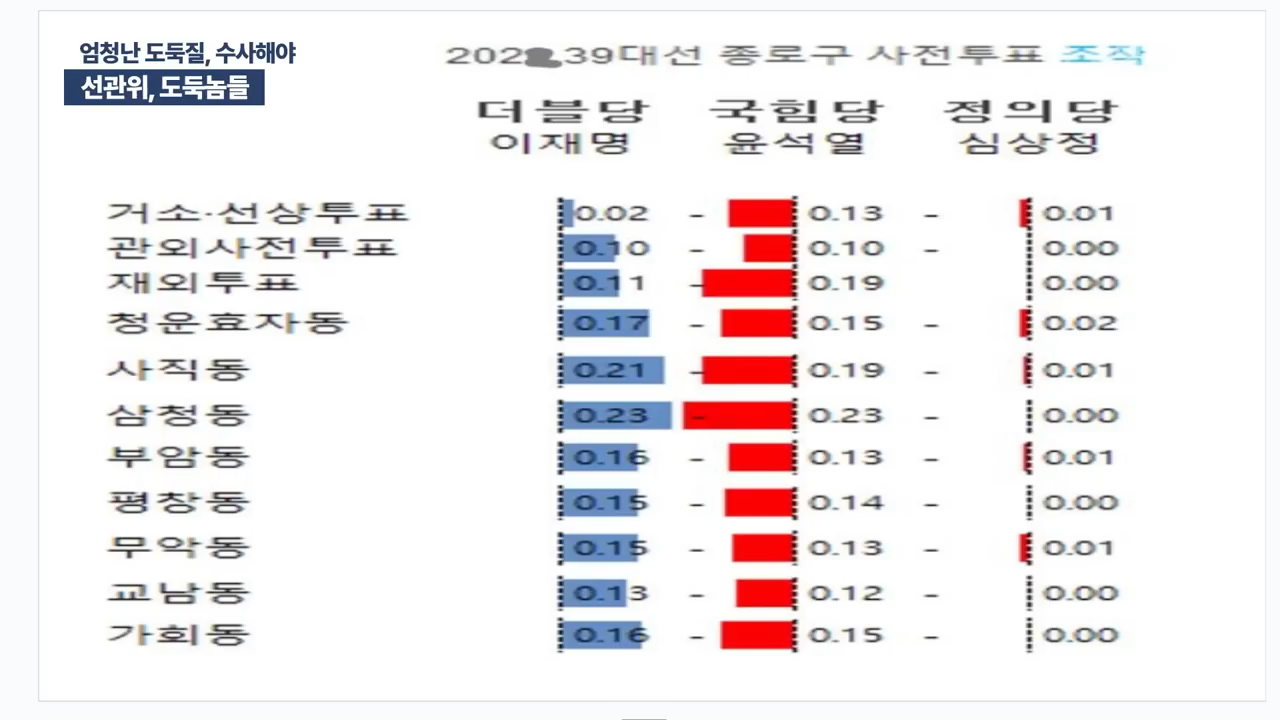 엄청난 도둑질, 수사해야
선관위, 도둑놈들
39대선 종로구 사전투표 조작
더블당 국힘당 정의당
이재명 윤석열 심상정
거소·선상투표 0.02 - 0.13 - 0.01
관외사전투표 0.10 - 0.10 - 0.00
재외투표 0.11 - 0.19 0.00
청운효자동 0.17 - 0.15 - 0.02
사직동 0.21 - 0.19 - 0.01
삼청동 0.23 - 0.23 - 0.00
부암동 0.16 - 0.13 - 0.01
평창동 0.15 - 0.14 - 0.00
무악동 0.15 - 0.13 - 0.01
교남동 0.13 - 0.12 - 0.00
가회동 0.16 - 0.15 - 0.00